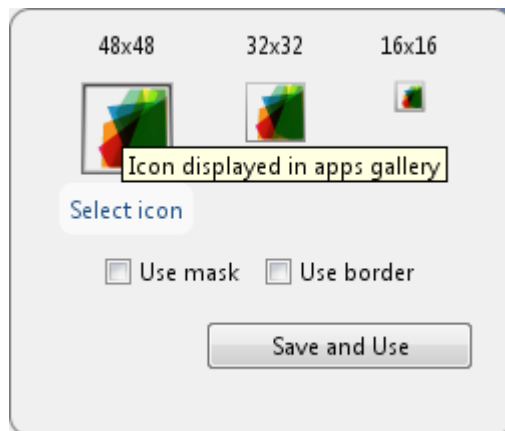 48x48 32x32 16x16
Icon displayed in apps gallery
Select icon
Use mask Use border
Save and Use